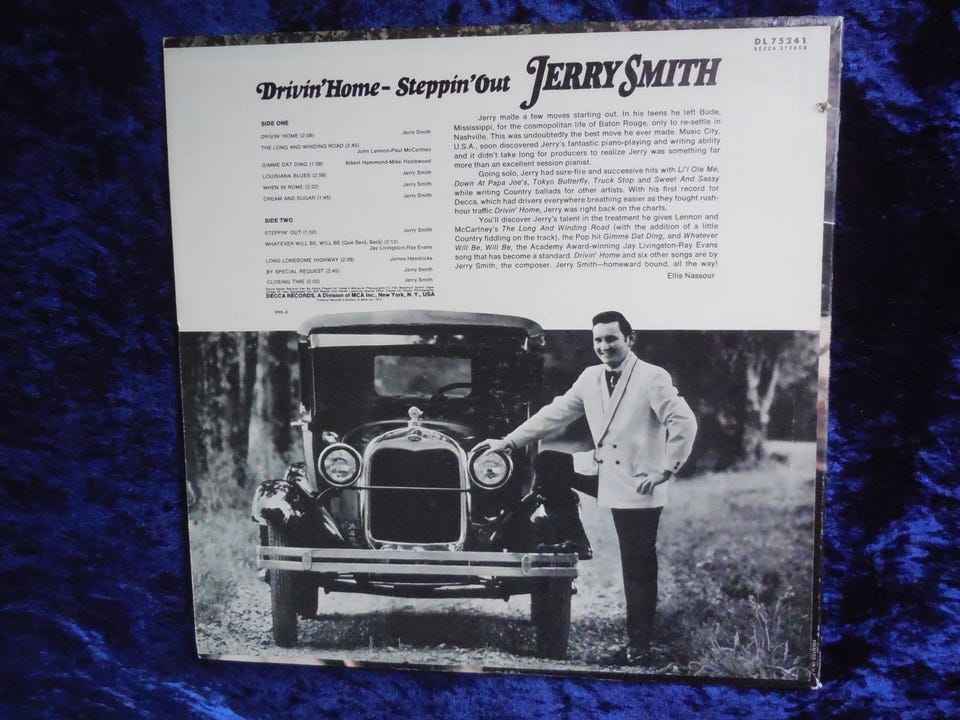 DL 75241
DECCA STEREO
Drivin' Home - Steppin' Out JERRY SMITH
SIDE ONE
DRIVIN' HOME (2:08) Jerry Smith
THE LONG AND WINDING ROAD (2:45)
John Lennon-Paul McCartney
GIMME DAT DING (1:58) Albert Hammond-Mike Hazlewood
LOUISIANA BLUES (2:58) Jerry Smith
WHEN IN ROME (2:22) Jerry Smith
CREAM AND SUGAR (1:45) Jerry Smith
SIDE TWO
STEPPIN' OUT (1:50) Jerry Smith
WHATEVER WILL BE, WILL BE (Que Será, Será) (2:13)
Jay Livingston-Ray Evans
LONG LONESOME HIGHWAY (2:29) James Hendricks
BY SPECIAL REQUEST (2:45) Jerry Smith
CLOSING TIME (2:02) Jerry Smith
DECCA RECORDS, A Division of MCA Inc., New York, N. Y., USA
Jerry made a few moves starting out. In his teens he left Bude,
Mississippi, for the cosmopolitan life of Baton Rouge, only to re-settle in
Nashville. This was undoubtedly the best move he ever made. Music City,
U.S.A., soon discovered Jerry's fantastic piano-playing and writing ability
and it didn't take long for producers to realize Jerry was something far
more than an excellent session pianist.
Going solo, Jerry had sure-fire and successive hits with Li'l Ole Me,
Down At Papa Joe's, Tokyo Butterfly, Truck Stop and Sweet And Sassy
while writing Country ballads for other artists. With his first record for
Decca, which had drivers everywhere breathing easier as they fought rush-
hour traffic Drivin' Home, Jerry was right back on the charts.
You'll discover Jerry's talent in the treatment he gives Lennon and
McCartney's The Long And Winding Road (with the addition of a little
Country fiddling on the track), the Pop hit Gimme Dat Ding, and Whatever
Will Be, Will Be, the Academy Award-winning Jay Livingston-Ray Evans
song that has become a standard. Drivin' Home and six other songs are by
Jerry Smith, the composer. Jerry Smith—homeward bound, all the way!
Ellis Nassour